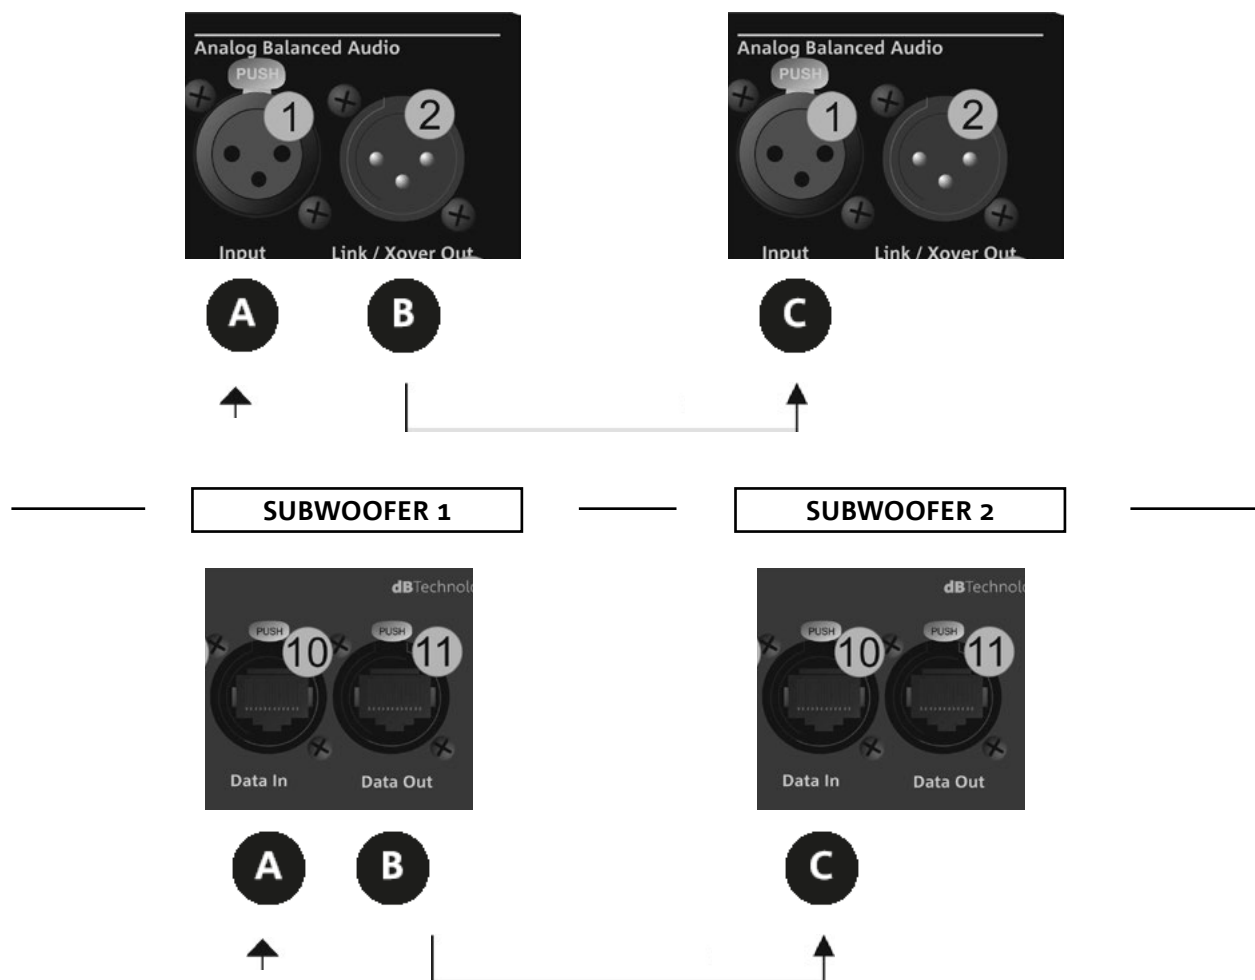 Analog Balanced Audio
PUSH
1
2
Input
Link / Xover Out
A
B
Analog Balanced Audio
PUSH
1
2
Input
Link / Xover Out
C
SUBWOOFER 1
SUBWOOFER 2
dBTechnolo
PUSH
PUSH
10
11
Data In
Data Out
A
B
dBTechnol
PUSH
PUSH
10
11
Data In
Data Out
C